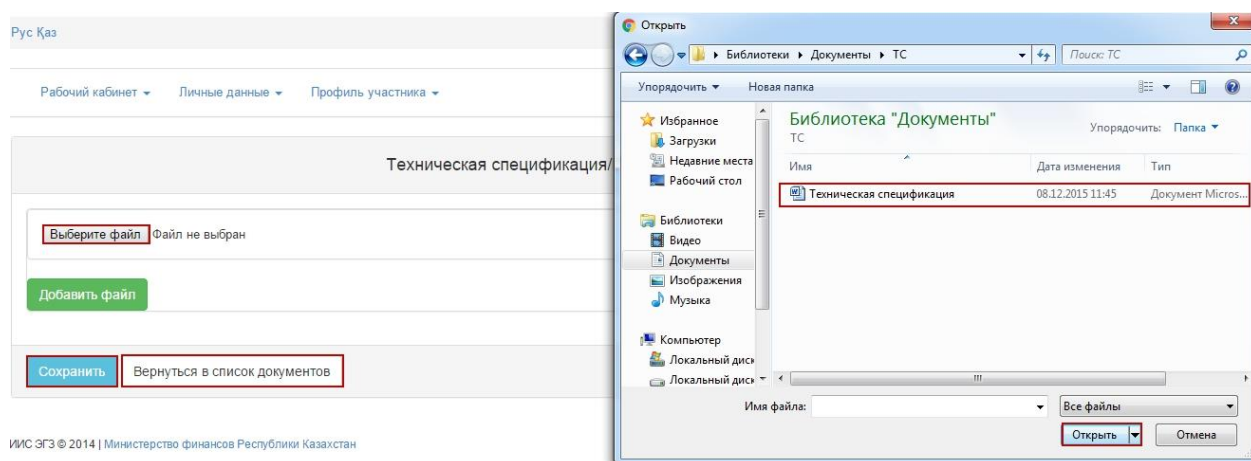 Рус Қаз
Рабочий кабинет Личные данные Профиль участника
Техническая спецификация/
Выберите файл Файл не выбран
Добавить файл
Сохранить Вернуться в список документов
ИИС ЭГЗ © 2014 | Министерство финансов Республики Казахстан
Открыть
Библиотеки Документы ТС
Поиск: ТС
Упорядочить Новая папка
Избранное
Загрузки
Недавние места
Рабочий стол
Библиотеки
Видео
Документы
Изображения
Музыка
Компьютер
Локальный диск
Локальный диск
Библиотека "Документы"
ТС
Упорядочить: Папка
Имя Дата изменения Тип
Техническая спецификация 08.12.2015 11:45 Документ Micros...
Имя файла: Все файлы
Открыть Отмена